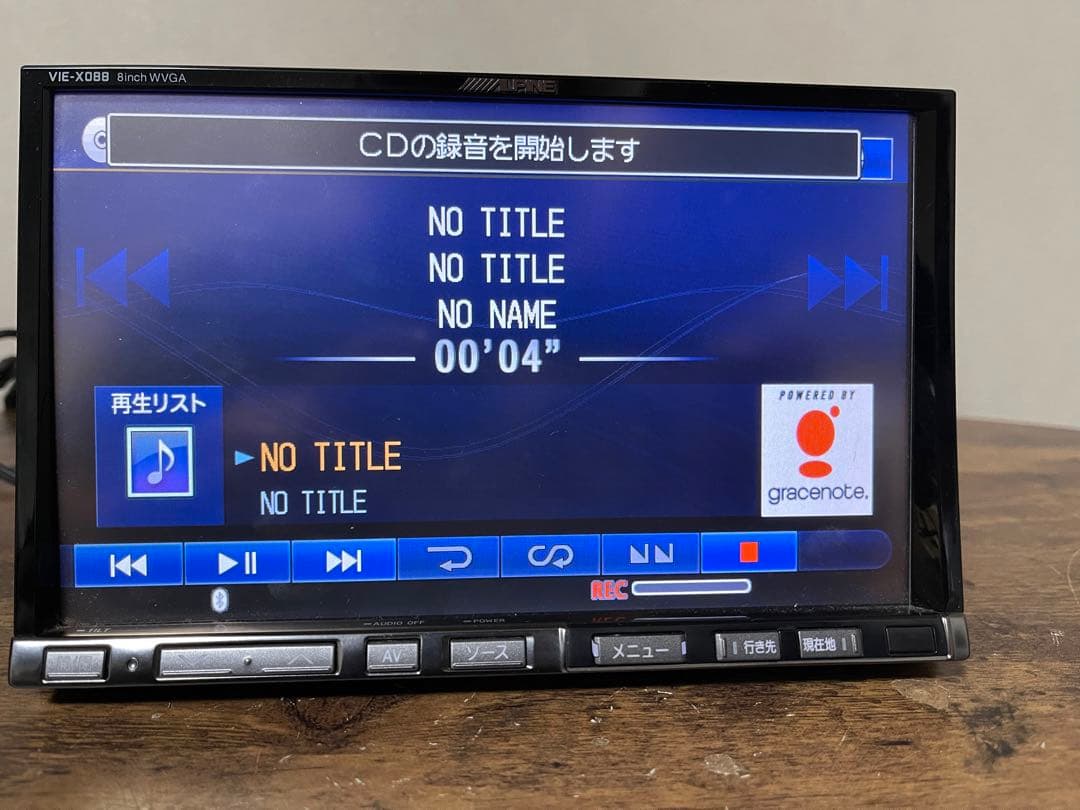 VIE-X088 8inch WVGA
ALPINE
CDの録音を開始します
NO TITLE
NO TITLE
NO NAME
00'04”
再生リスト
NO TITLE
NO TITLE
POWERED BY
gracenote.
REC
TILT
AUDIO OFF
POWER
AV
ソース
メニュー
行き先
現在地